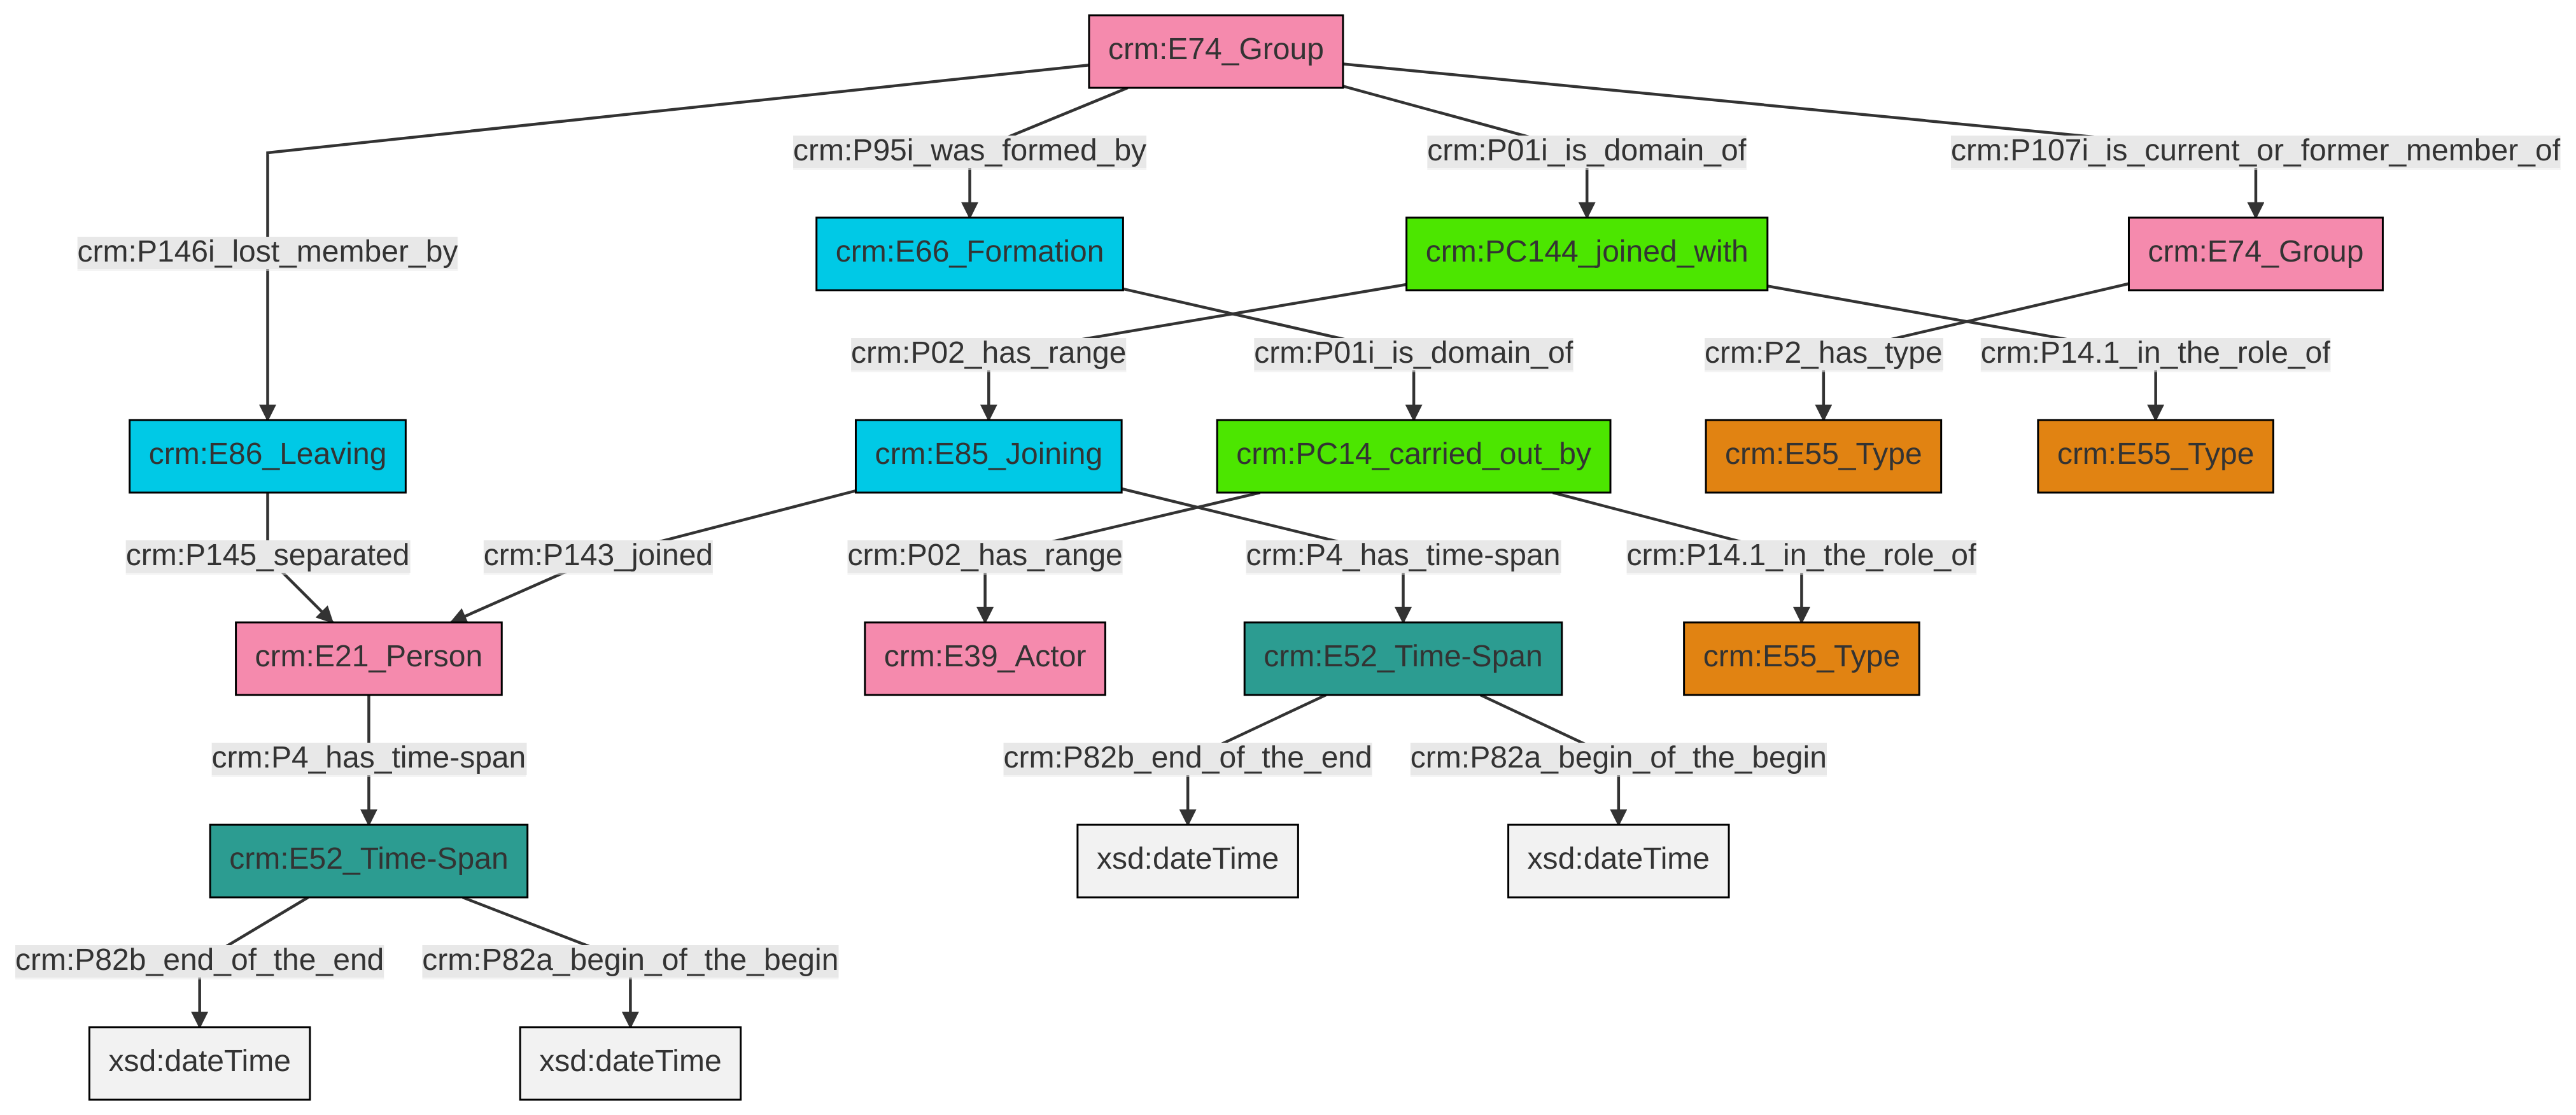 crm:E74_Group
crm:P95i_was_formed_by
crm:P01i_is_domain_of
crm:P107i_is_current_or_former_member_of
crm:P146i_lost_member_by
crm:E66_Formation
crm:PC144_joined_with
crm:E74_Group
crm:P02_has_range
crm:P01i_is_domain_of
crm:P2_has_type
crm:P14.1_in_the_role_of
crm:E86_Leaving
crm:E85_Joining
crm:PC14_carried_out_by
crm:E55_Type
crm:E55_Type
crm:P145_separated
crm:P143_joined
crm:P02_has_range
crm:P4_has_time-span
crm:P14.1_in_the_role_of
crm:E21_Person
crm:E39_Actor
crm:E52_Time-Span
crm:E55_Type
crm:P4_has_time-span
crm:P82b_end_of_the_end
crm:P82a_begin_of_the_begin
crm:E52_Time-Span
xsd:dateTime
xsd:dateTime
crm:P82b_end_of_the_end
crm:P82a_begin_of_the_begin
xsd:dateTime
xsd:dateTime